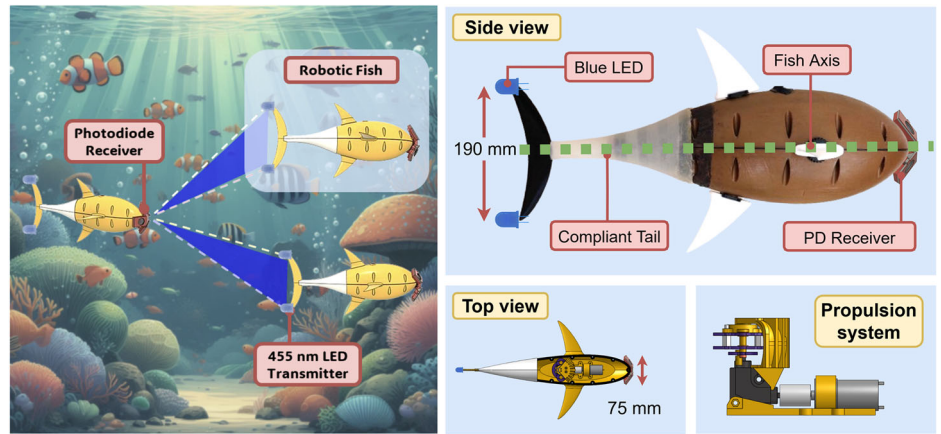 Robotic Fish
Photodiode
Receiver
455 nm LED
Transmitter
Side view
Blue LED
Fish Axis
190 mm
Compliant Tail
PD Receiver
Top view
75 mm
Propulsion
system